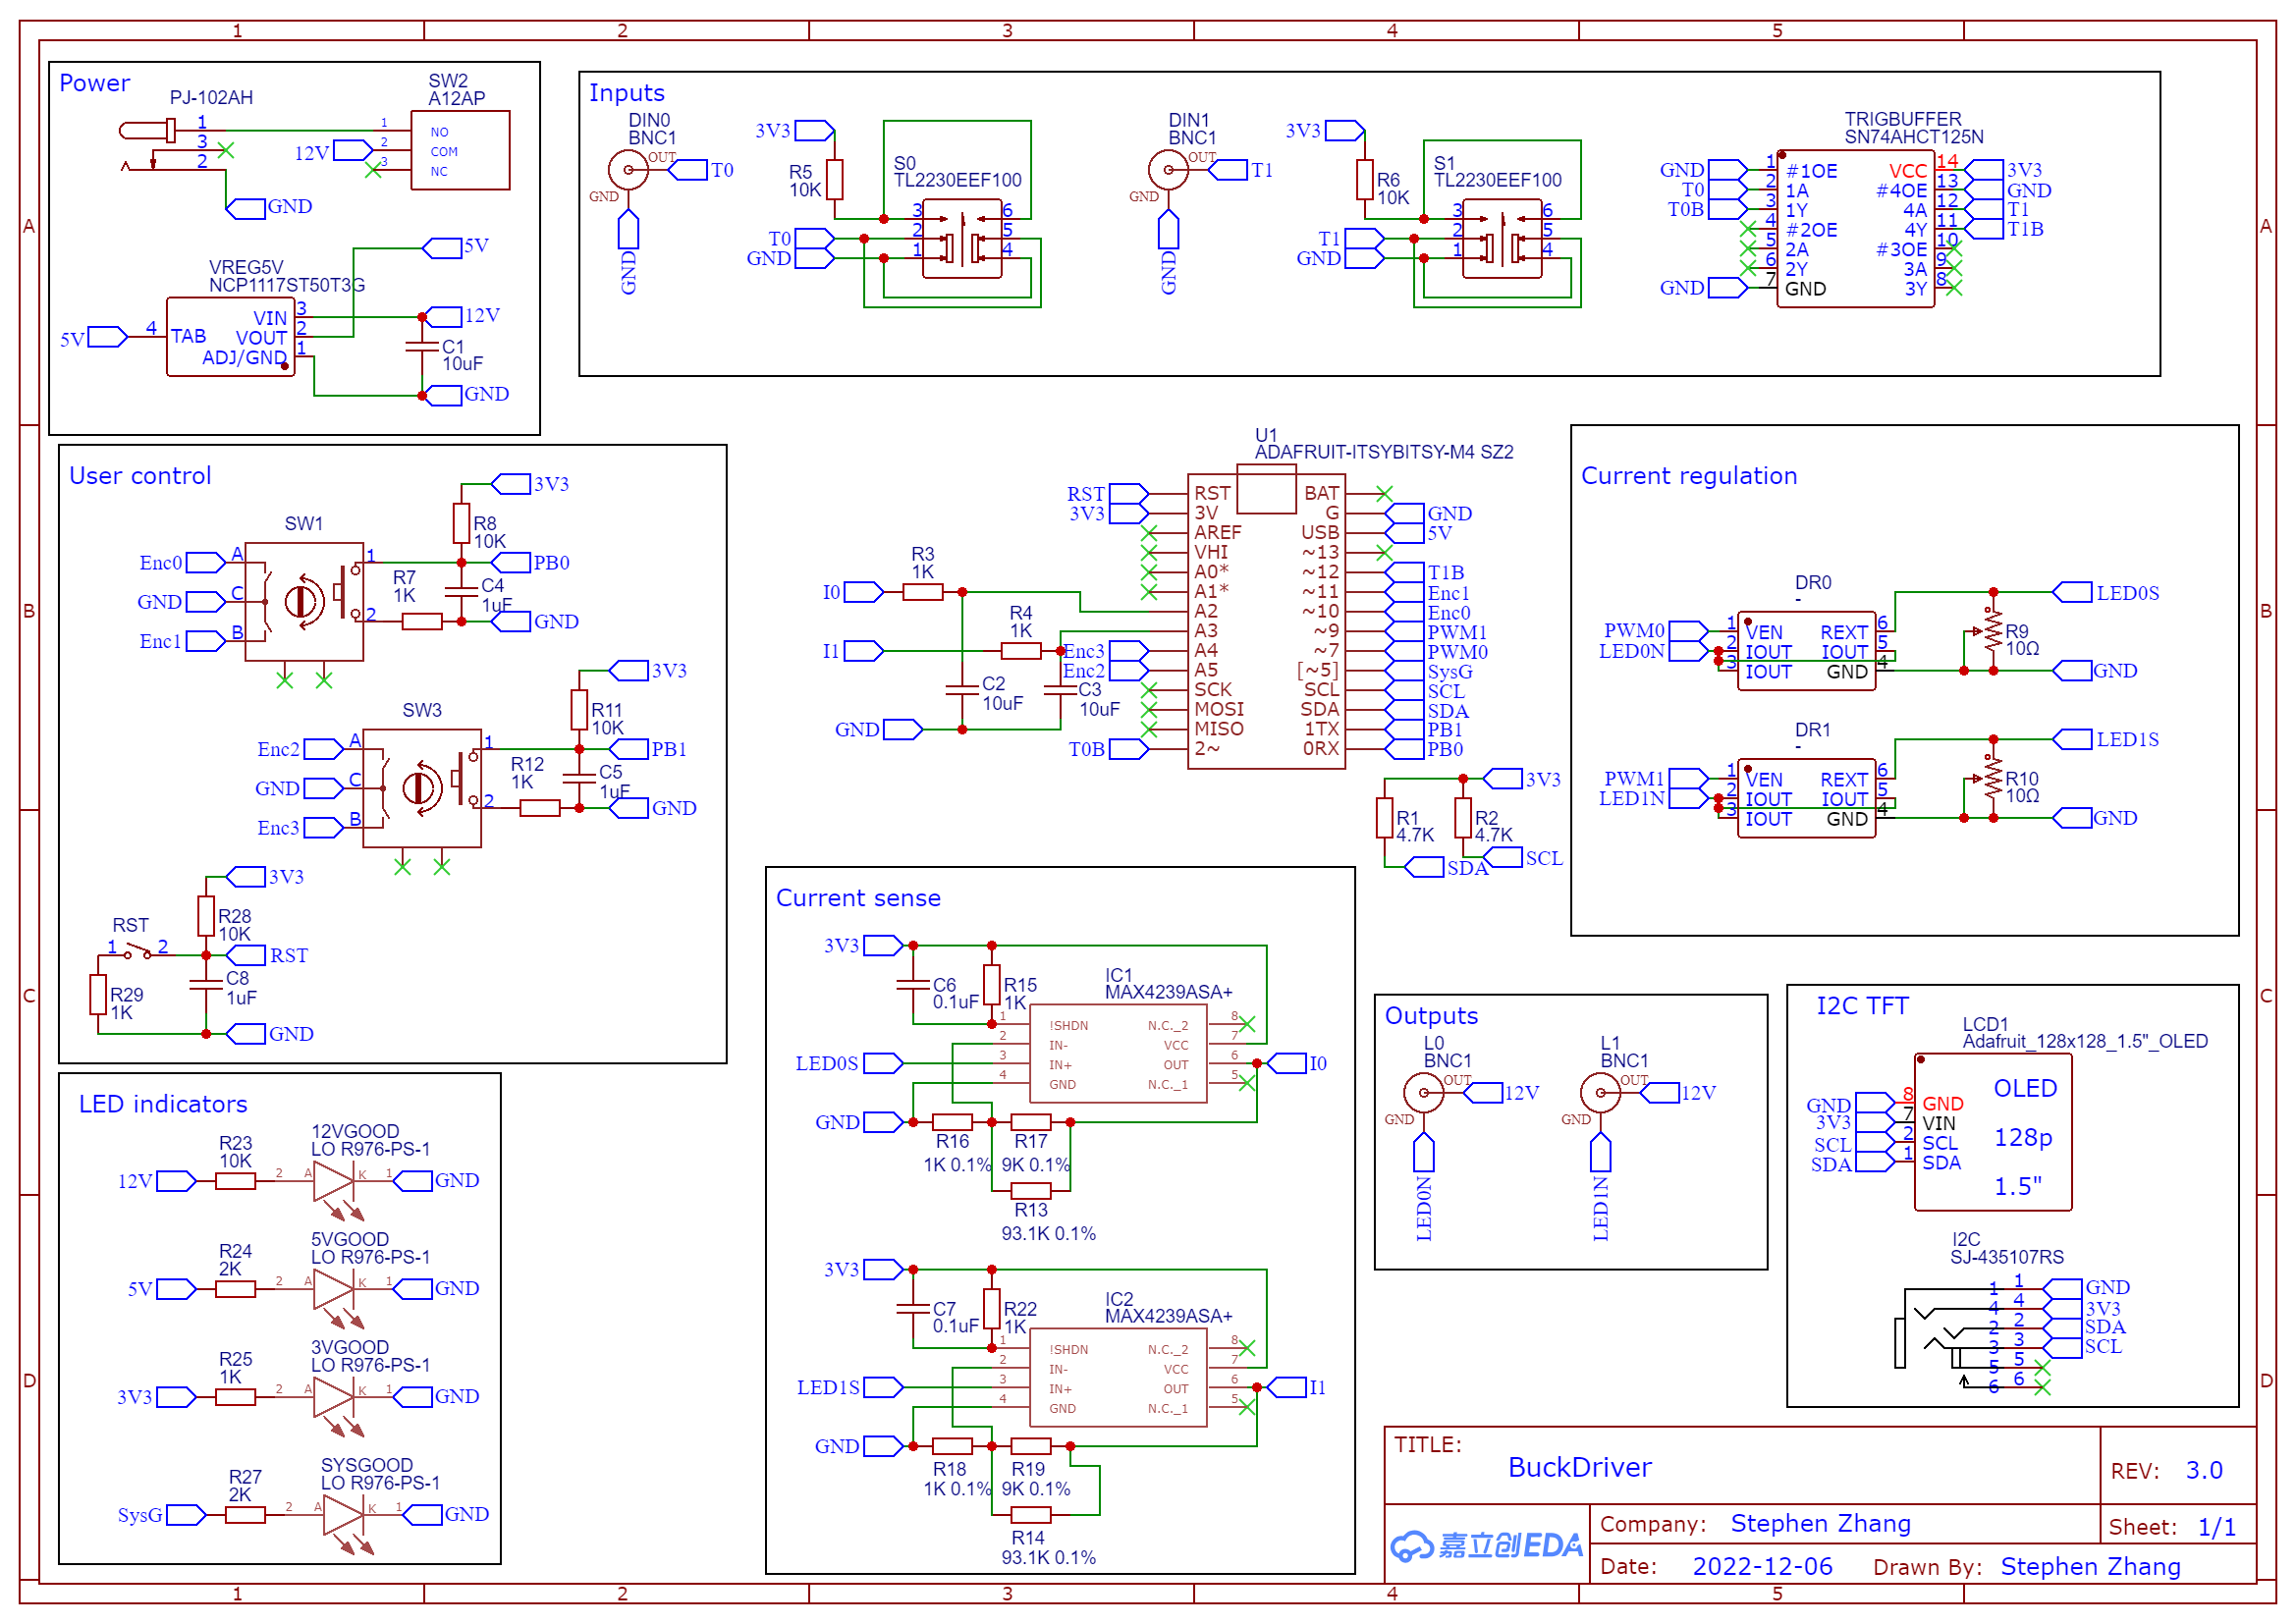 1 2 3 4 5
A
B
C
D
Power
PJ-102AH
1
3
2
GND
SW2
A12AP
12V
1 NO
2 COM
3 NC
5V
VREG5V
NCP1117ST50T3G
5V 4 TAB
VIN 3
VOUT 2
ADJ/GND 1
12V
C1
10uF
GND
Inputs
DIN0
BNC1
OUT
T0
GND
GND
3V3
R5
10K
S0
TL2230EEF100
3 6
T0 2 5
GND 1 4
DIN1
BNC1
OUT
T1
GND
GND
3V3
R6
10K
S1
TL2230EEF100
3 6
T1 2 5
GND 1 4
TRIGBUFFER
SN74AHCT125N
GND 1 #1OE VCC 14 3V3
T0 2 1A #4OE 13 GND
T0B 3 1Y 4A 12 T1
4 #2OE 4Y 11 T1B
5 2A #3OE 10
6 2Y 3A 9
GND 7 GND 3Y 8
User control
SW1
Enc0 A
GND C
Enc1 B
1
2
3V3
R8
10K
PB0
R7
1K
C4
1uF
GND
SW3
Enc2 A
GND C
Enc3 B
1
2
3V3
R11
10K
PB1
R12
1K
C5
1uF
GND
3V3
R28
10K
RST
1 2
RST
R29
1K
C8
1uF
GND
U1
ADAFRUIT-ITSYBITSY-M4 SZ2
RST RST BAT
3V3 3V G GND
AREF USB 5V
VHI ~13
A0* ~12 T1B
A1* ~11 Enc1
A2 ~10 Enc0
A3 ~9 PWM1
Enc3 A4 ~7 PWM0
Enc2 A5 [~5] SysG
SCK SCL SCL
MOSI SDA SDA
MISO 1TX PB1
T0B 2~ 0RX PB0
I0
R3
1K
I1
R4
1K
C2
10uF
C3
10uF
GND
3V3
R1
4.7K
R2
4.7K
SDA
SCL
Current regulation
DR0
-
PWM0 1 VEN REXT 6
LED0N 2 IOUT IOUT 5
3 IOUT GND 4
LED0S
R9
10Ω
GND
DR1
-
PWM1 1 VEN REXT 6
LED1N 2 IOUT IOUT 5
3 IOUT GND 4
LED1S
R10
10Ω
GND
LED indicators
12VGOOD
LO R976-PS-1
R23
10K
12V 2 A K 1 GND
5VGOOD
LO R976-PS-1
R24
2K
5V 2 A K 1 GND
3VGOOD
LO R976-PS-1
R25
1K
3V3 2 A K 1 GND
SYSGOOD
LO R976-PS-1
R27
2K
SysG 2 A K 1 GND
Current sense
3V3
C6
0.1uF
R15
1K
IC1
MAX4239ASA+
1 !SHDN N.C._2 8
2 IN- VCC 7
LED0S 3 IN+ OUT 6 I0
4 GND N.C._1 5
GND
R16
1K 0.1%
R17
9K 0.1%
R13
93.1K 0.1%
3V3
C7
0.1uF
R22
1K
IC2
MAX4239ASA+
1 !SHDN N.C._2 8
2 IN- VCC 7
LED1S 3 IN+ OUT 6 I1
4 GND N.C._1 5
GND
R18
1K 0.1%
R19
9K 0.1%
R14
93.1K 0.1%
Outputs
L0
BNC1
OUT
12V
GND
LED0N
L1
BNC1
OUT
12V
GND
LED1N
I2C TFT
LCD1
Adafruit_128x128_1.5"_OLED
GND 8 GND
3V3 7 VIN
SCL 2 SCL
SDA 1 SDA
OLED
128p
1.5"
I2C
SJ-435107RS
1 1 GND
4 4 3V3
2 2 SDA
3 3 SCL
5 5
6 6
TITLE:
BuckDriver
REV: 3.0
嘉立创EDA
Company: Stephen Zhang
Sheet: 1/1
Date: 2022-12-06
Drawn By: Stephen Zhang
A
B
C
D
1 2 3 4 5